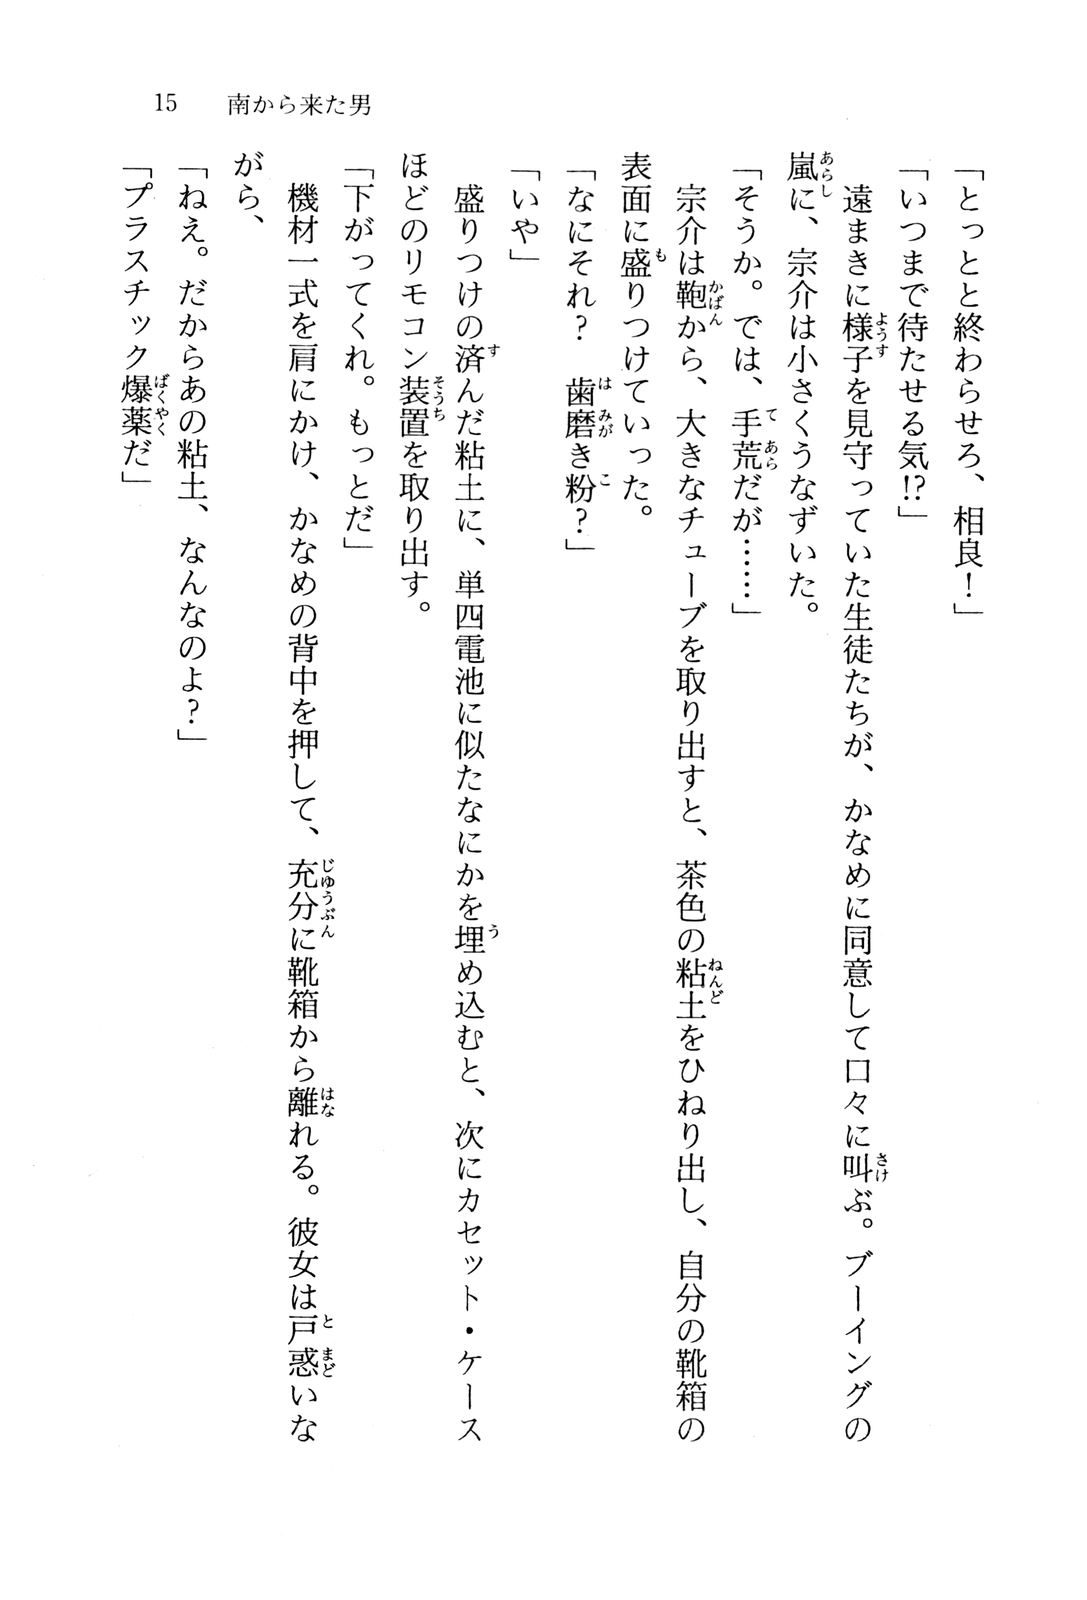 15 南から来た男
「とっとと終わらせろ、相良！」
「いつまで待たせる気!?」
遠まきに様子を見守っていた生徒たちが、かなめに同意して口々に叫ぶ。ブーイングの
嵐に、宗介は小さくうなずいた。
「そうか。では、手荒だが……」
宗介は鞄から、大きなチューブを取り出すと、茶色の粘土をひねり出し、自分の靴箱の
表面に盛りつけていった。
「なにそれ？　歯磨き粉？」
「いや」
盛りつけの済んだ粘土に、単四電池に似たなにかを埋め込むと、次にカセット・ケース
ほどのリモコン装置を取り出す。
「下がってくれ。もっとだ」
機材一式を肩にかけ、かなめの背中を押して、充分に靴箱から離れる。彼女は戸惑いな
がら、
「ねえ。だからあの粘土、なんなのよ？」
「プラスチック爆薬だ」